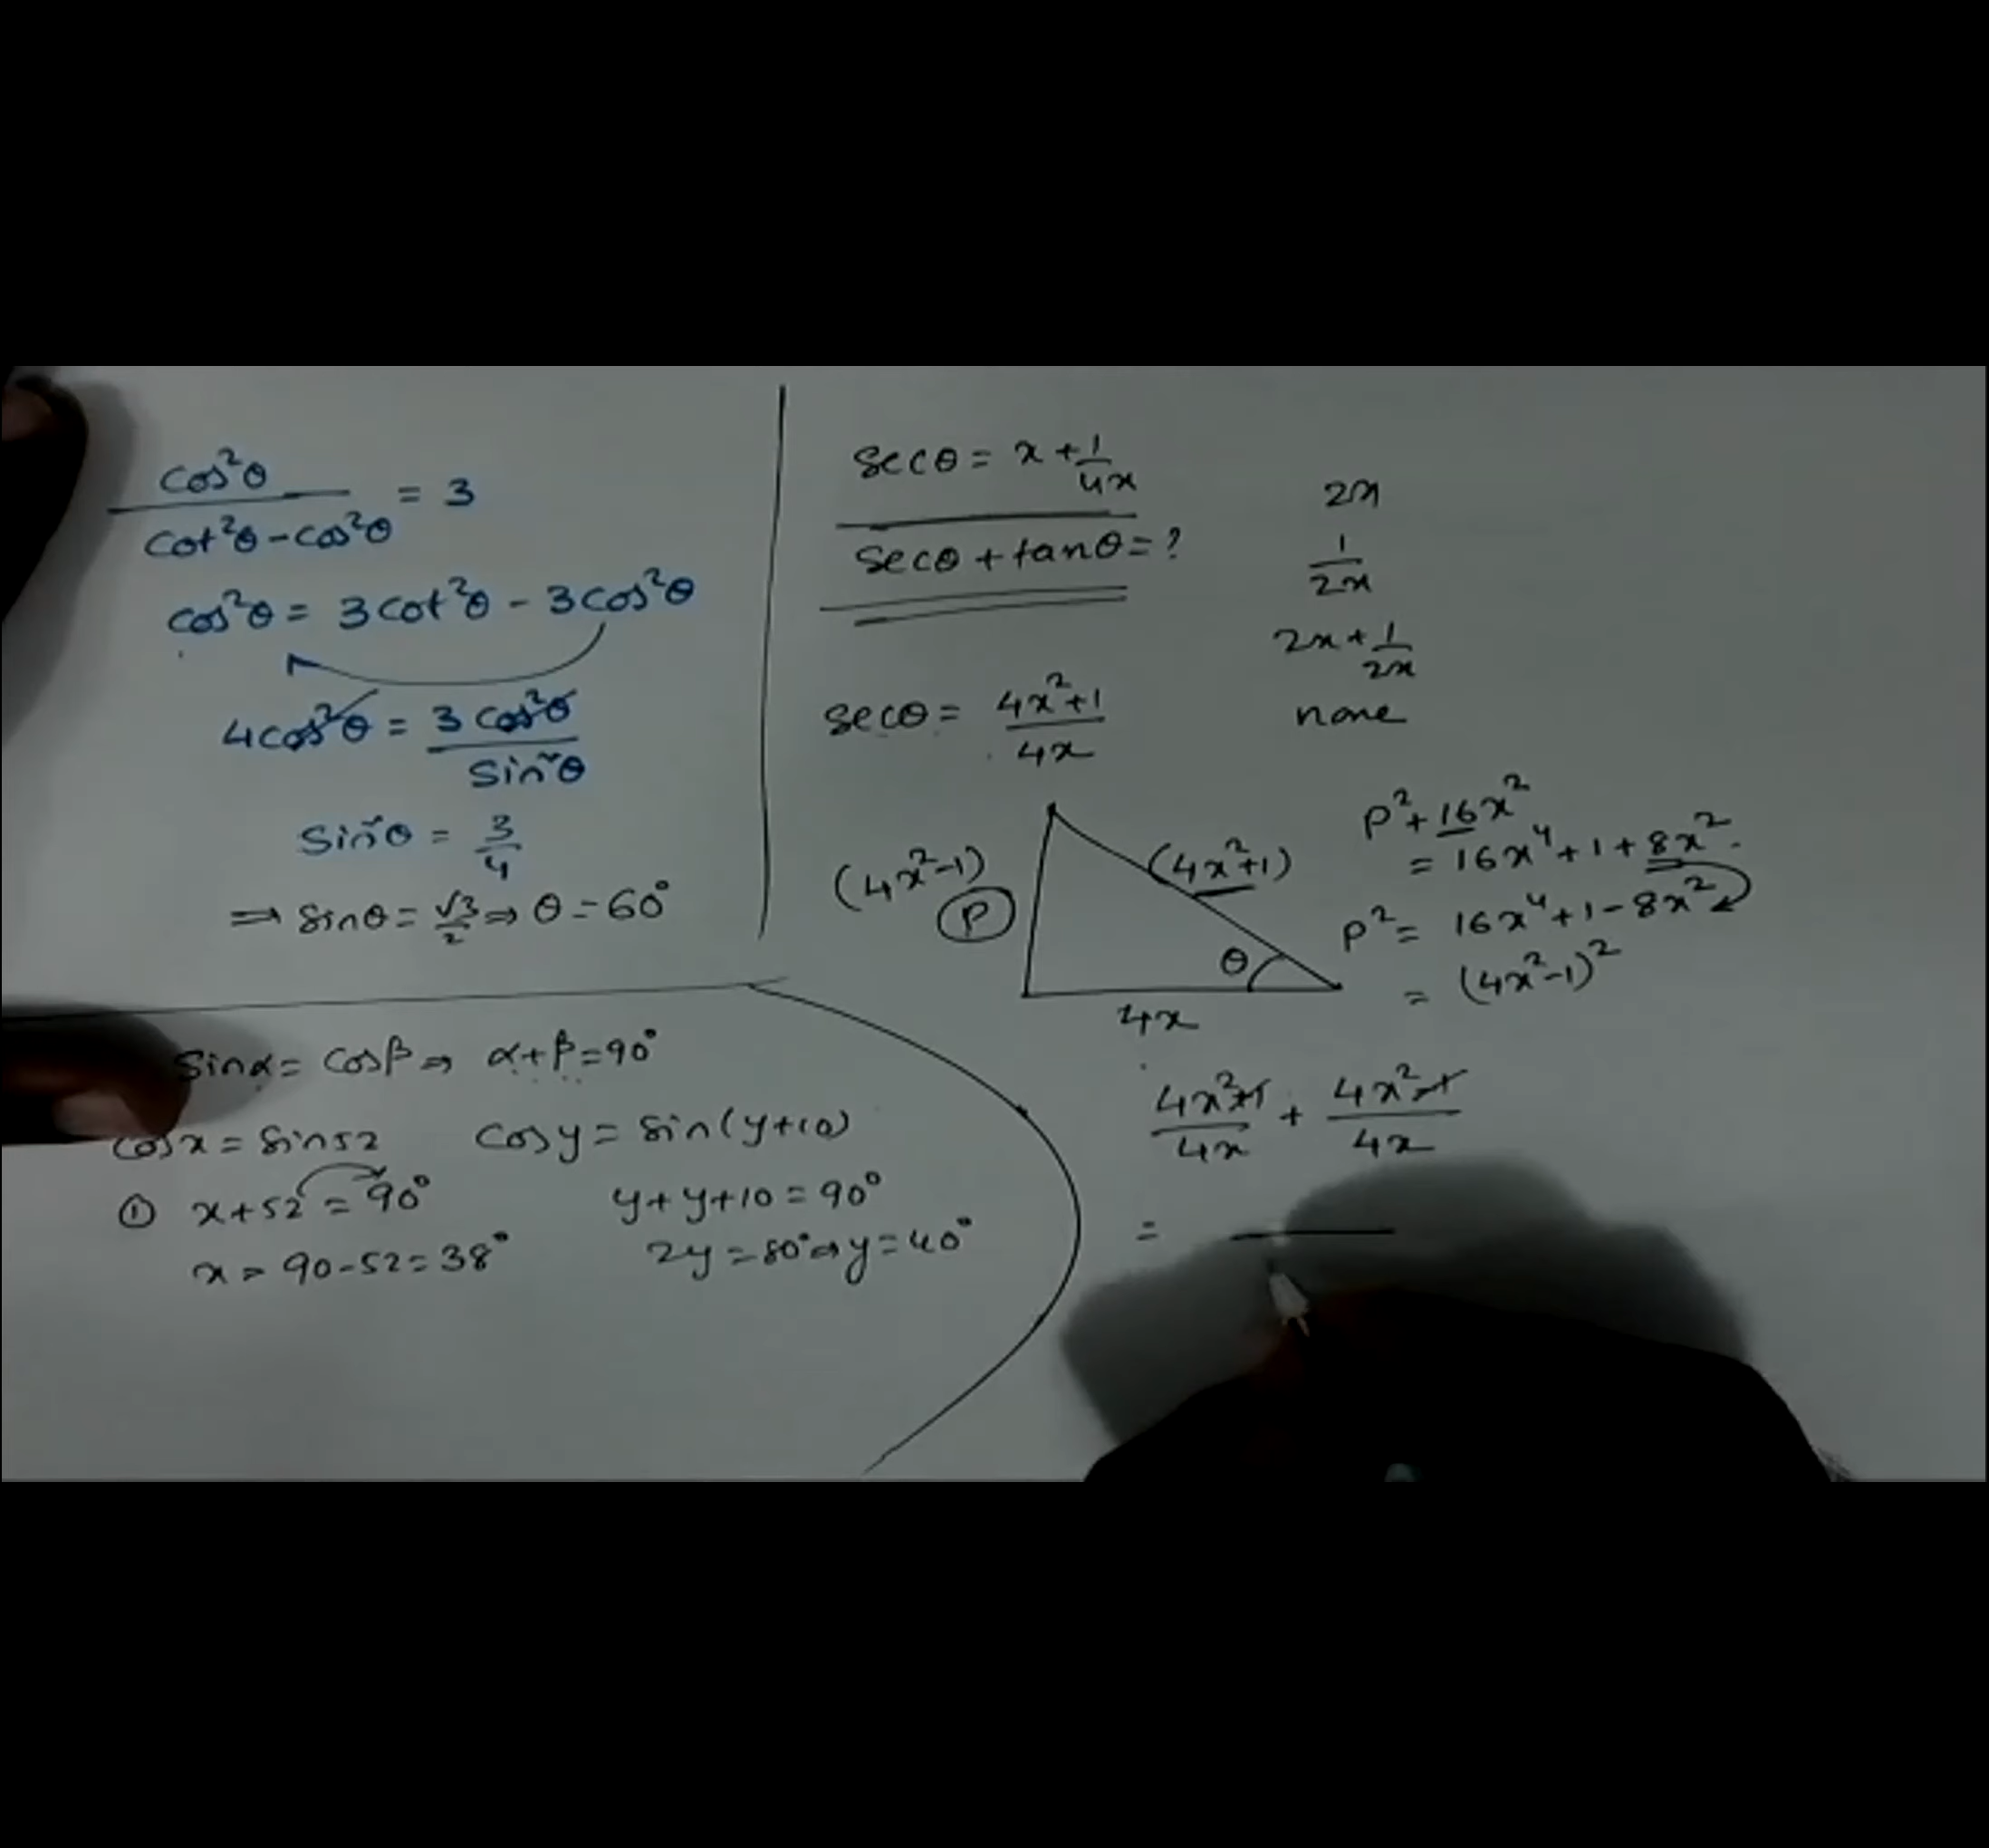 cos²θ / cot²θ - cos²θ = 3
cos²θ = 3cot²θ - 3cos²θ
4cos²θ = 3cos²θ / sin²θ
sin²θ = 3/4
⇒ sinθ = √3/2 ⇒ θ = 60°
sinα = cosβ ⇒ α+β = 90°
cosx = sin52
① x+52 = 90°
x = 90-52 = 38°
cosy = sin(y+10)
y+y+10 = 90°
2y = 80° ⇒ y = 40°
secθ = x + 1/4x
secθ + tanθ = ?
2x
1/2x
2x + 1/2x
none
secθ = 4x²+1 / 4x
(4x²-1)
P
(4x²+1)
θ
4x
P² + 16x²
= 16x⁴ + 1 + 8x²
P² = 16x⁴ + 1 - 8x²
= (4x²-1)²
4x²+1 / 4x + 4x²-1 / 4x
=